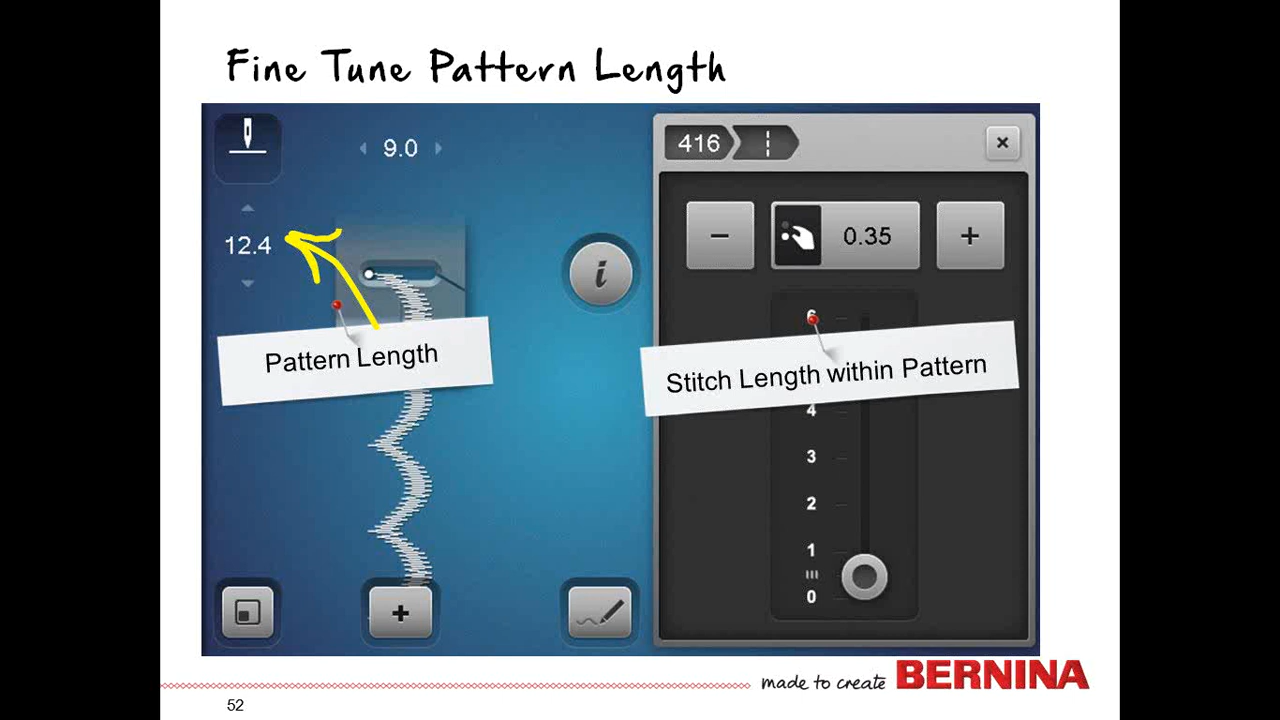 Fine Tune Pattern Length
9.0
12.4
416
0.35
i
Pattern Length
Stitch Length within Pattern
6
4
3
2
1
0
made to create BERNINA
52